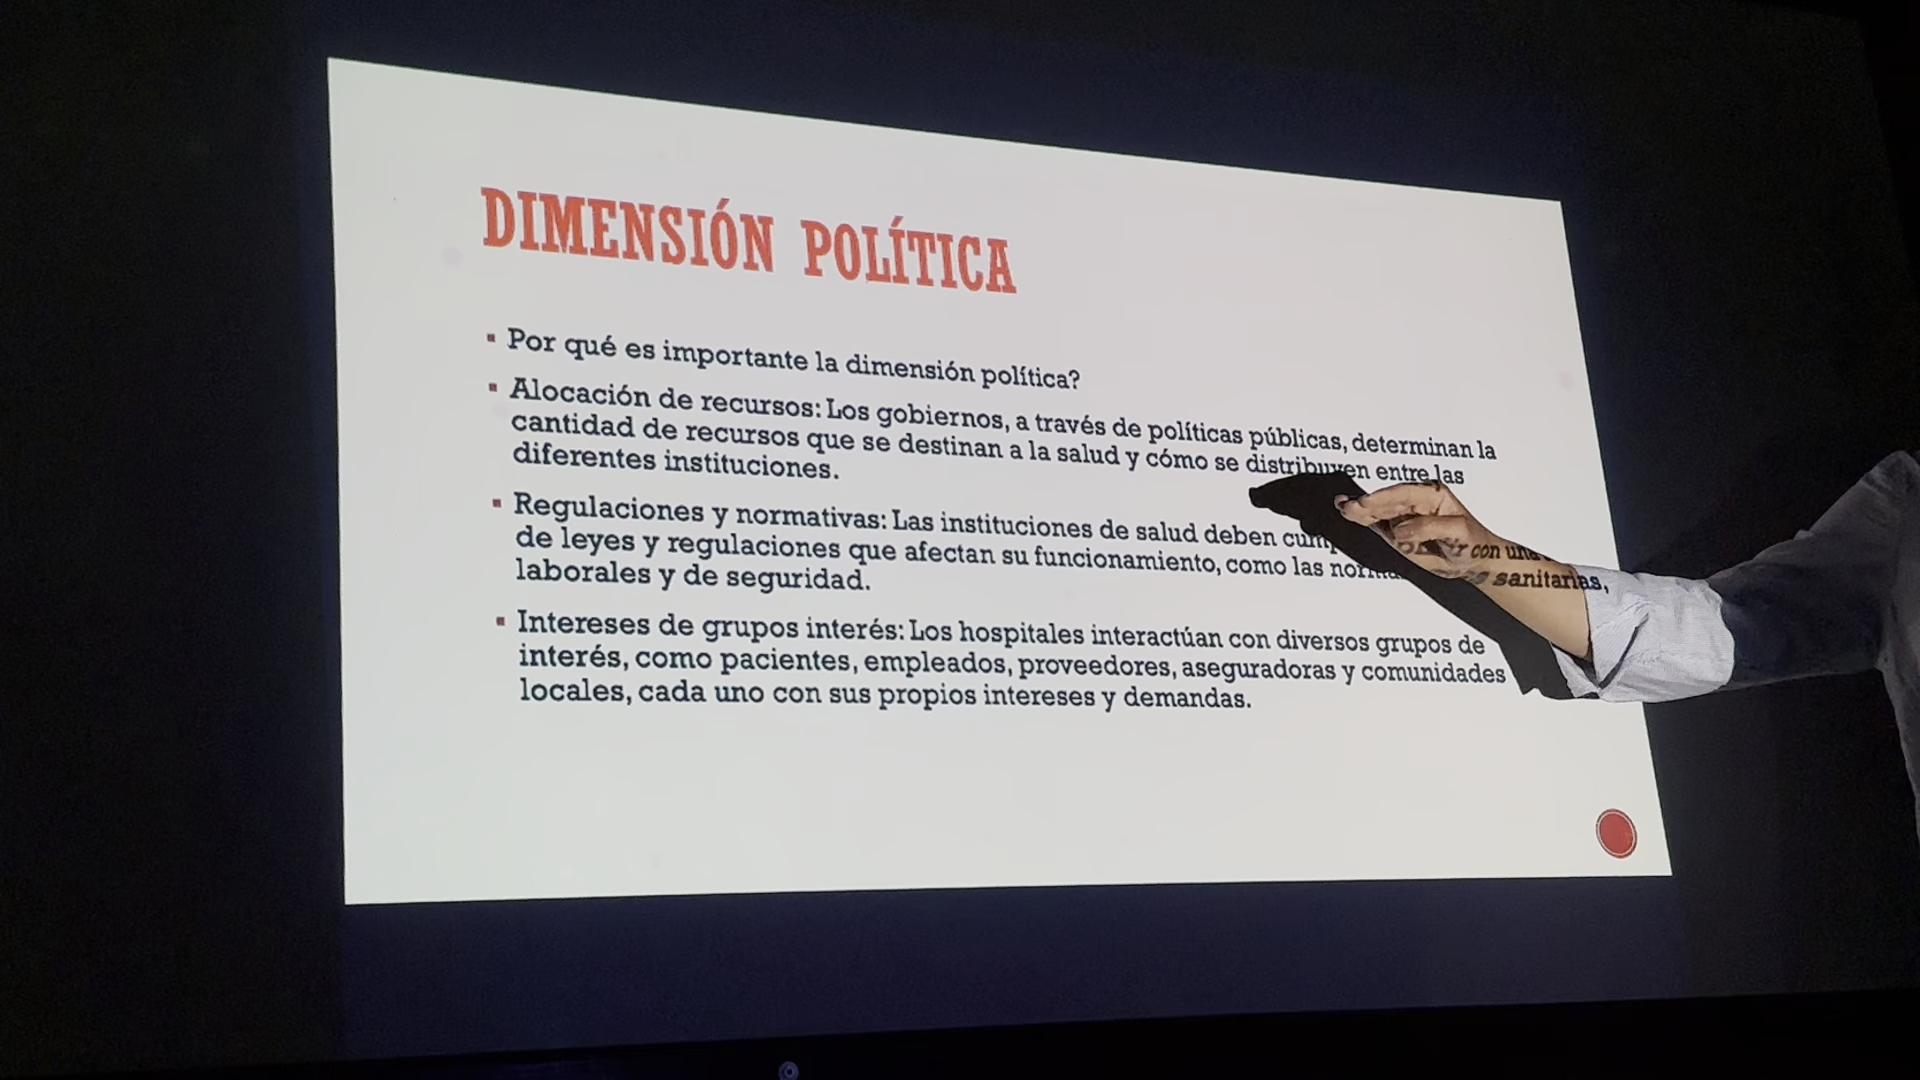 DIMENSIÓN POLÍTICA
Por qué es importante la dimensión política?
Alocación de recursos: Los gobiernos, a través de políticas públicas, determinan la
cantidad de recursos que se destinan a la salud y cómo se distribuyen entre las
diferentes instituciones.
Regulaciones y normativas: Las instituciones de salud deben con una
de leyes y regulaciones que afectan su funcionamiento, como las sanitarias,
laborales y de seguridad.
Intereses de grupos interés: Los hospitales interactúan con diversos grupos de
interés, como pacientes, empleados, proveedores, aseguradoras y comunidades
locales, cada uno con sus propios intereses y demandas.